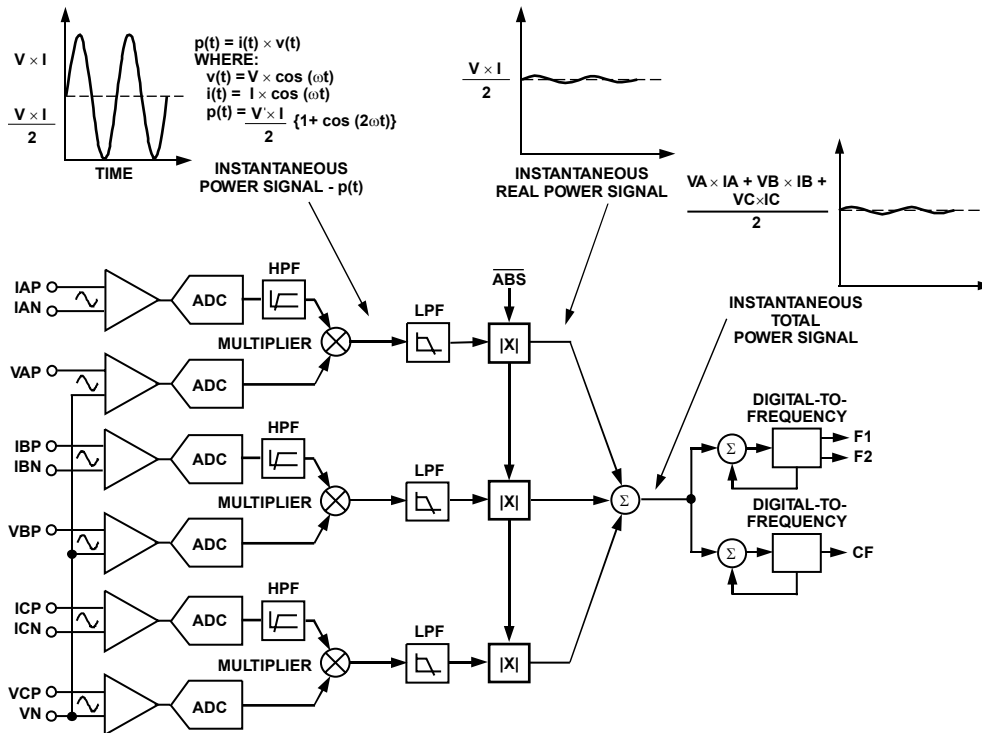 V × I
V × I
2
TIME
p(t) = i(t) × v(t)
WHERE:
v(t) = V × cos (ωt)
i(t) = I × cos (ωt)
p(t) = V × I
2
{1+ cos (2ωt)}
INSTANTANEOUS
POWER SIGNAL - p(t)
V × I
2
INSTANTANEOUS
REAL POWER SIGNAL
VA × IA + VB × IB +
VC×IC
2
INSTANTANEOUS
TOTAL
POWER SIGNAL
IAP
IAN
ADC
HPF
MULTIPLIER
LPF
ABS
|X|
VAP
ADC
IBP
IBN
ADC
HPF
MULTIPLIER
LPF
|X|
VBP
ADC
ICP
ICN
ADC
HPF
MULTIPLIER
LPF
|X|
VCP
VN
ADC
Σ
DIGITAL-TO-
FREQUENCY
Σ
F1
F2
DIGITAL-TO-
FREQUENCY
Σ
CF